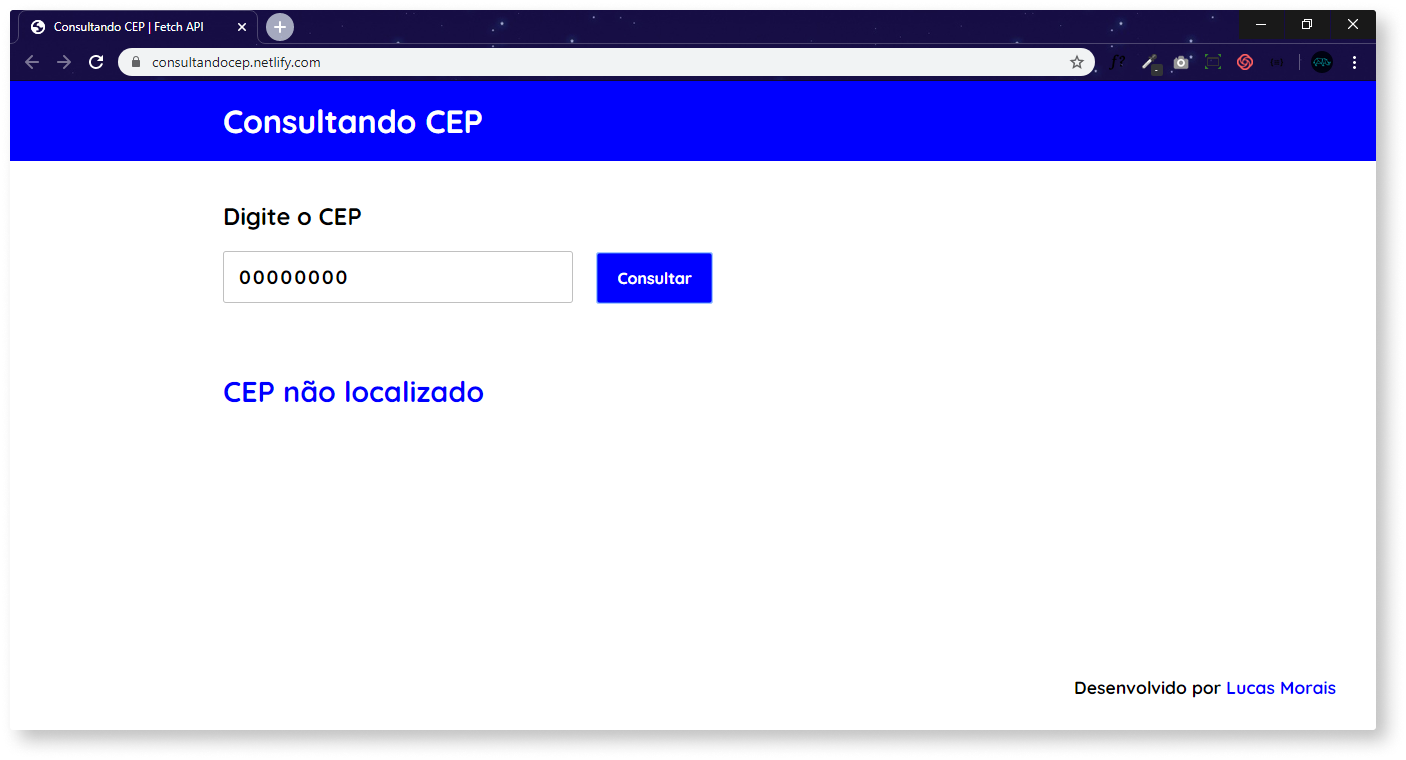 Consultando CEP | Fetch API
consultandocep.netlify.com
Consultando CEP
Digite o CEP
00000000
Consultar
CEP não localizado
Desenvolvido por Lucas Morais